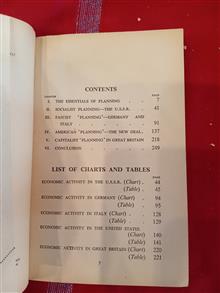 CONTENTS
CHAPTER PAGE
I. THE ESSENTIALS OF PLANNING . . . 7
II. SOCIALIST PLANNING—THE U.S.S.R. . . 41
III. FASCIST "PLANNING"—GERMANY AND
ITALY . . . . . 91
IV. AMERICAN "PLANNING"—THE NEW DEAL . 137
V. CAPITALIST "PLANNING" IN GREAT BRITAIN 218
VI. CONCLUSION . . . . 249
LIST OF CHARTS AND TABLES
ECONOMIC ACTIVITY IN THE U.S.S.R. (Chart) 44
(Table) . 45
ECONOMIC ACTIVITY IN GERMANY (Chart) . 94
(Table) . 95
ECONOMIC ACTIVITY IN ITALY (Chart) . 128
(Table) . 129
ECONOMIC ACTIVITY IN THE UNITED STATES
(Chart) 140
(Table) 141
ECONOMIC ACTIVITY IN GREAT BRITAIN (Chart) 220
(Table) 221